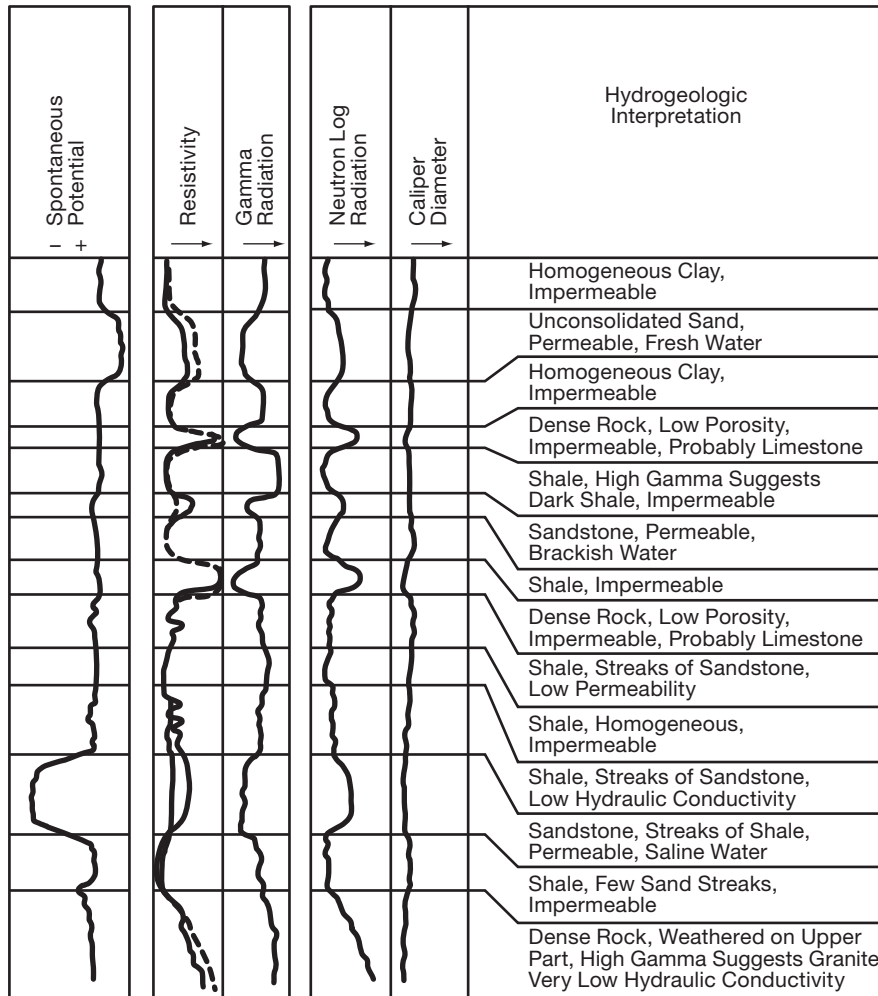 – Spontaneous
+ Potential
Resistivity
Gamma
Radiation
Neutron Log
Radiation
Caliper
Diameter
Hydrogeologic
Interpretation
Homogeneous Clay,
Impermeable
Unconsolidated Sand,
Permeable, Fresh Water
Homogeneous Clay,
Impermeable
Dense Rock, Low Porosity,
Impermeable, Probably Limestone
Shale, High Gamma Suggests
Dark Shale, Impermeable
Sandstone, Permeable,
Brackish Water
Shale, Impermeable
Dense Rock, Low Porosity,
Impermeable, Probably Limestone
Shale, Streaks of Sandstone,
Low Permeability
Shale, Homogeneous,
Impermeable
Shale, Streaks of Sandstone,
Low Hydraulic Conductivity
Sandstone, Streaks of Shale,
Permeable, Saline Water
Shale, Few Sand Streaks,
Impermeable
Dense Rock, Weathered on Upper
Part, High Gamma Suggests Granite
Very Low Hydraulic Conductivity